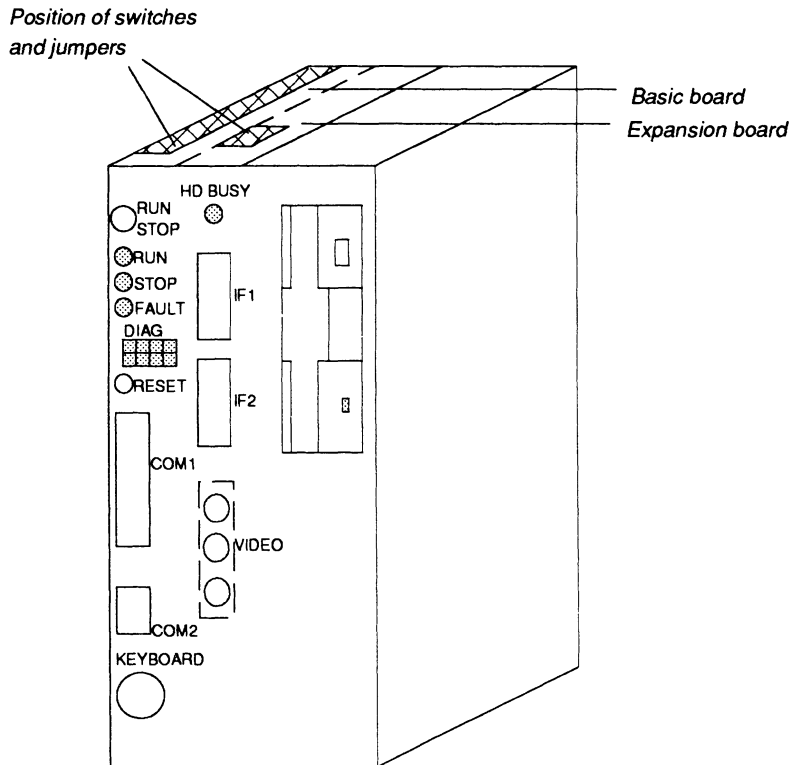 Position of switches
and jumpers
Basic board
Expansion board
HD BUSY
RUN
STOP
RUN
STOP
FAULT
DIAG
RESET
IF1
IF2
COM1
VIDEO
COM2
KEYBOARD